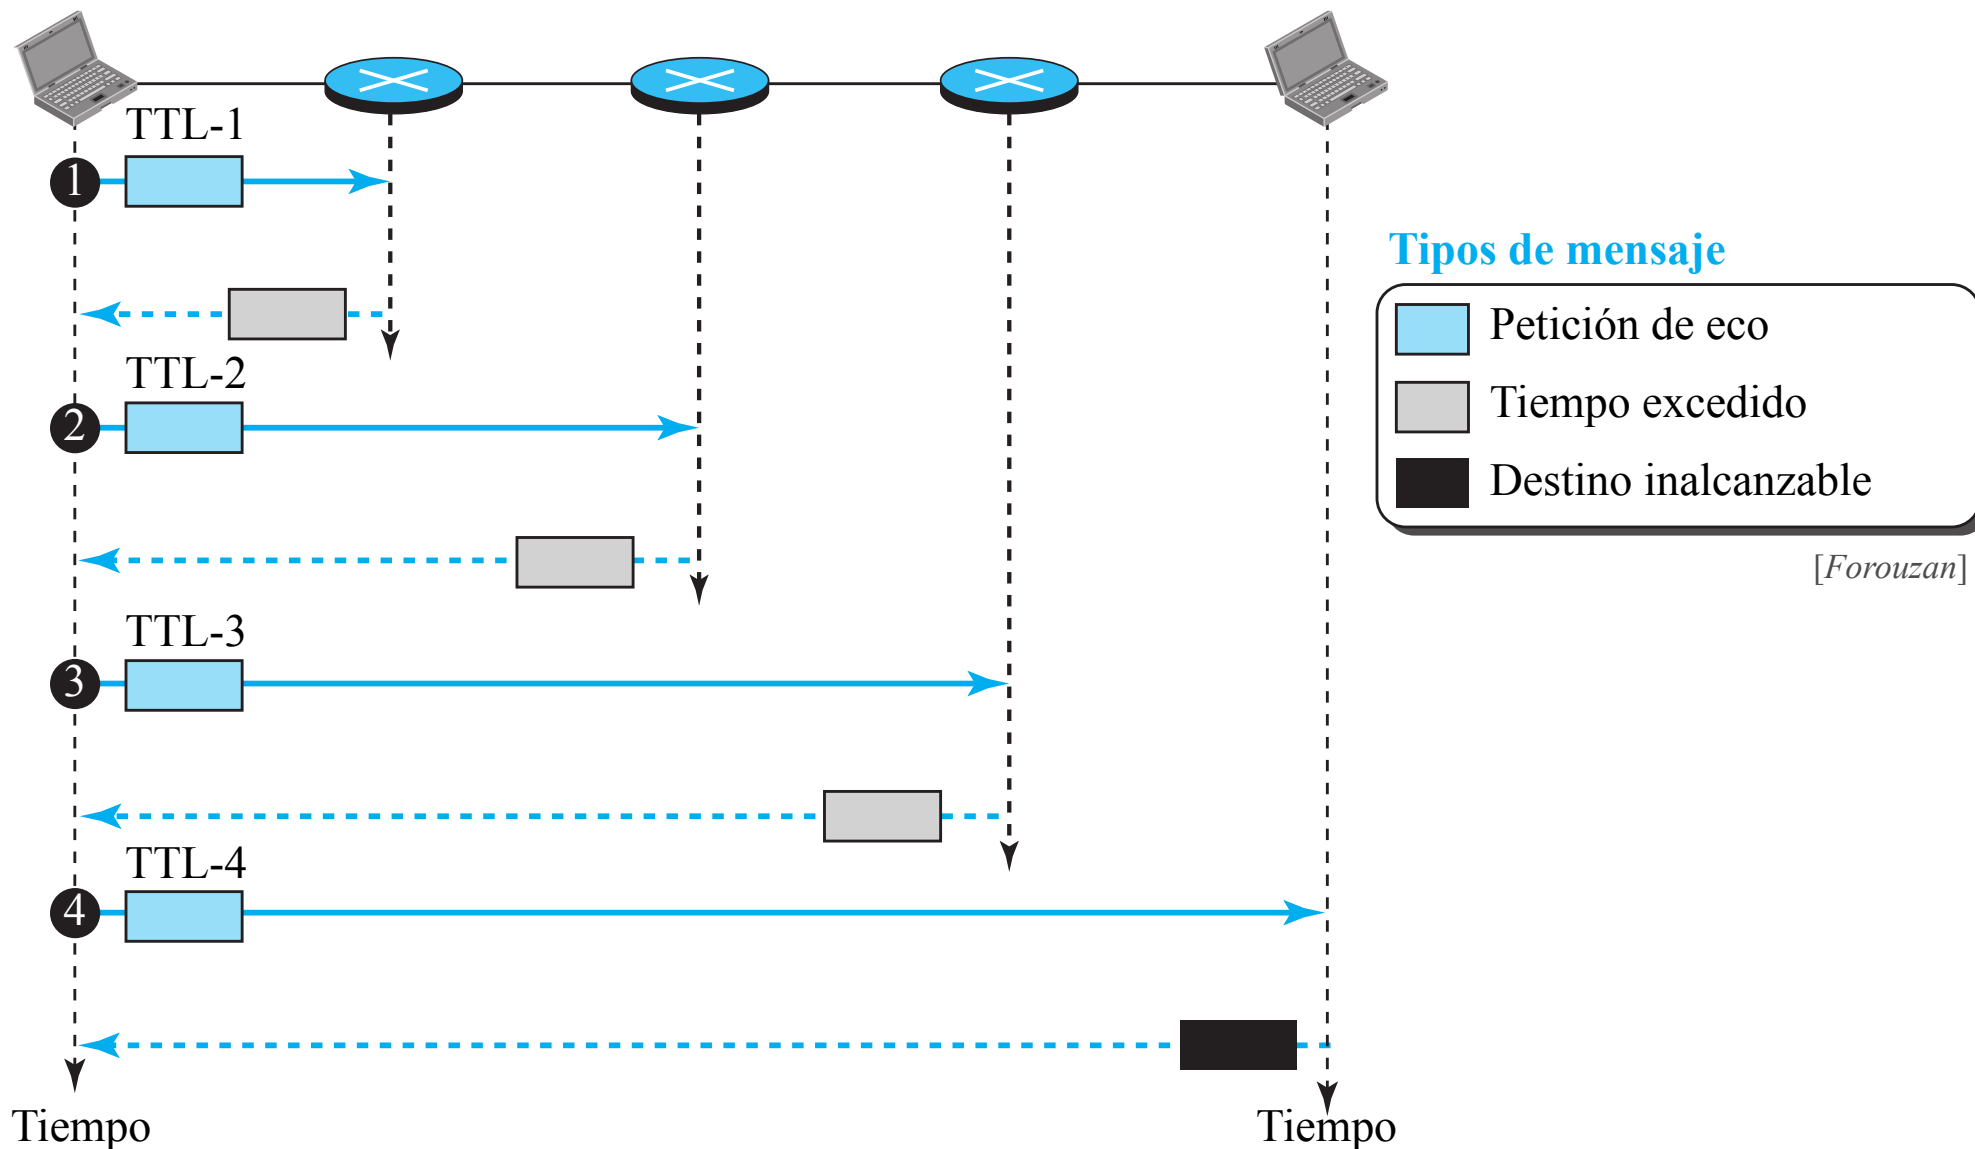 TTL-1
1
TTL-2
2
TTL-3
3
TTL-4
4
Tiempo
Tiempo
Tipos de mensaje
Petición de eco
Tiempo excedido
Destino inalcanzable
[Forouzan]